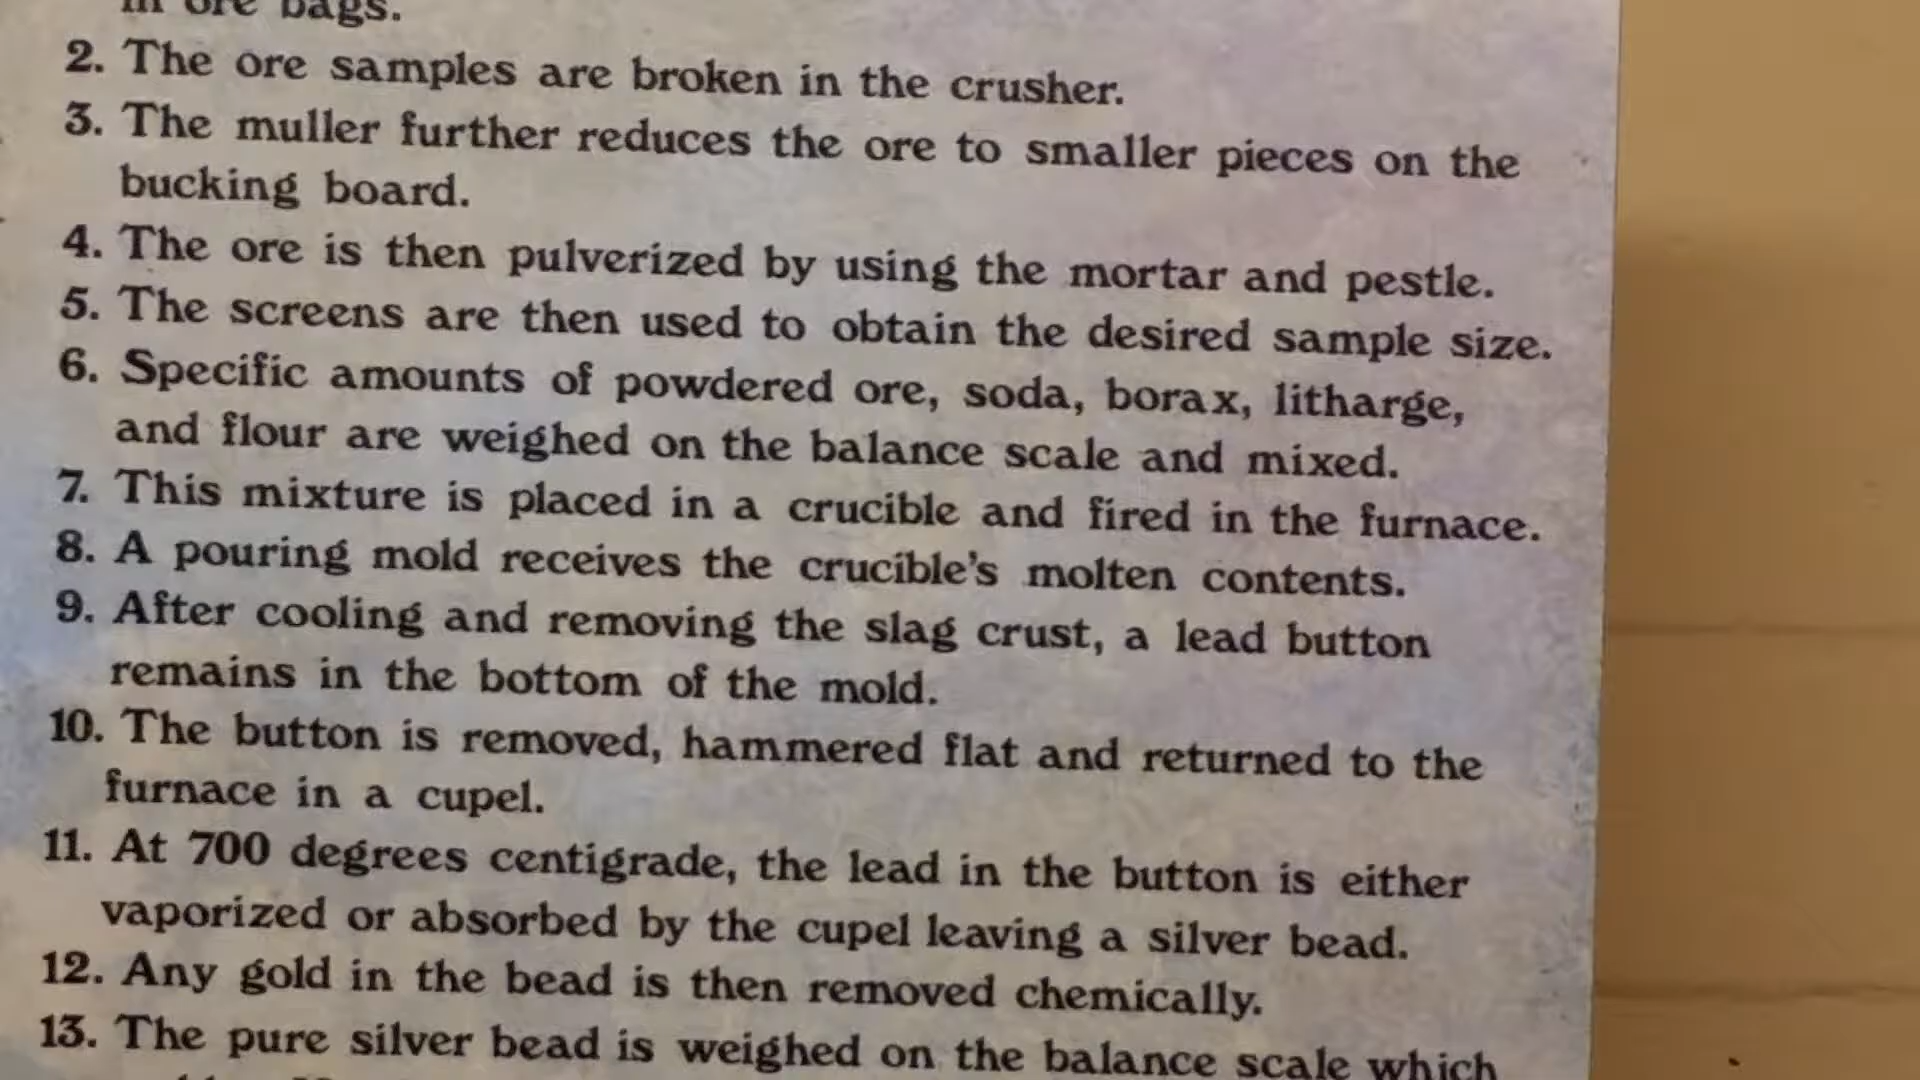 in ore bags.
2. The ore samples are broken in the crusher.
3. The muller further reduces the ore to smaller pieces on the
bucking board.
4. The ore is then pulverized by using the mortar and pestle.
5. The screens are then used to obtain the desired sample size.
6. Specific amounts of powdered ore, soda, borax, litharge,
and flour are weighed on the balance scale and mixed.
7. This mixture is placed in a crucible and fired in the furnace.
8. A pouring mold receives the crucible's molten contents.
9. After cooling and removing the slag crust, a lead button
remains in the bottom of the mold.
10. The button is removed, hammered flat and returned to the
furnace in a cupel.
11. At 700 degrees centigrade, the lead in the button is either
vaporized or absorbed by the cupel leaving a silver bead.
12. Any gold in the bead is then removed chemically.
13. The pure silver bead is weighed on the balance scale which